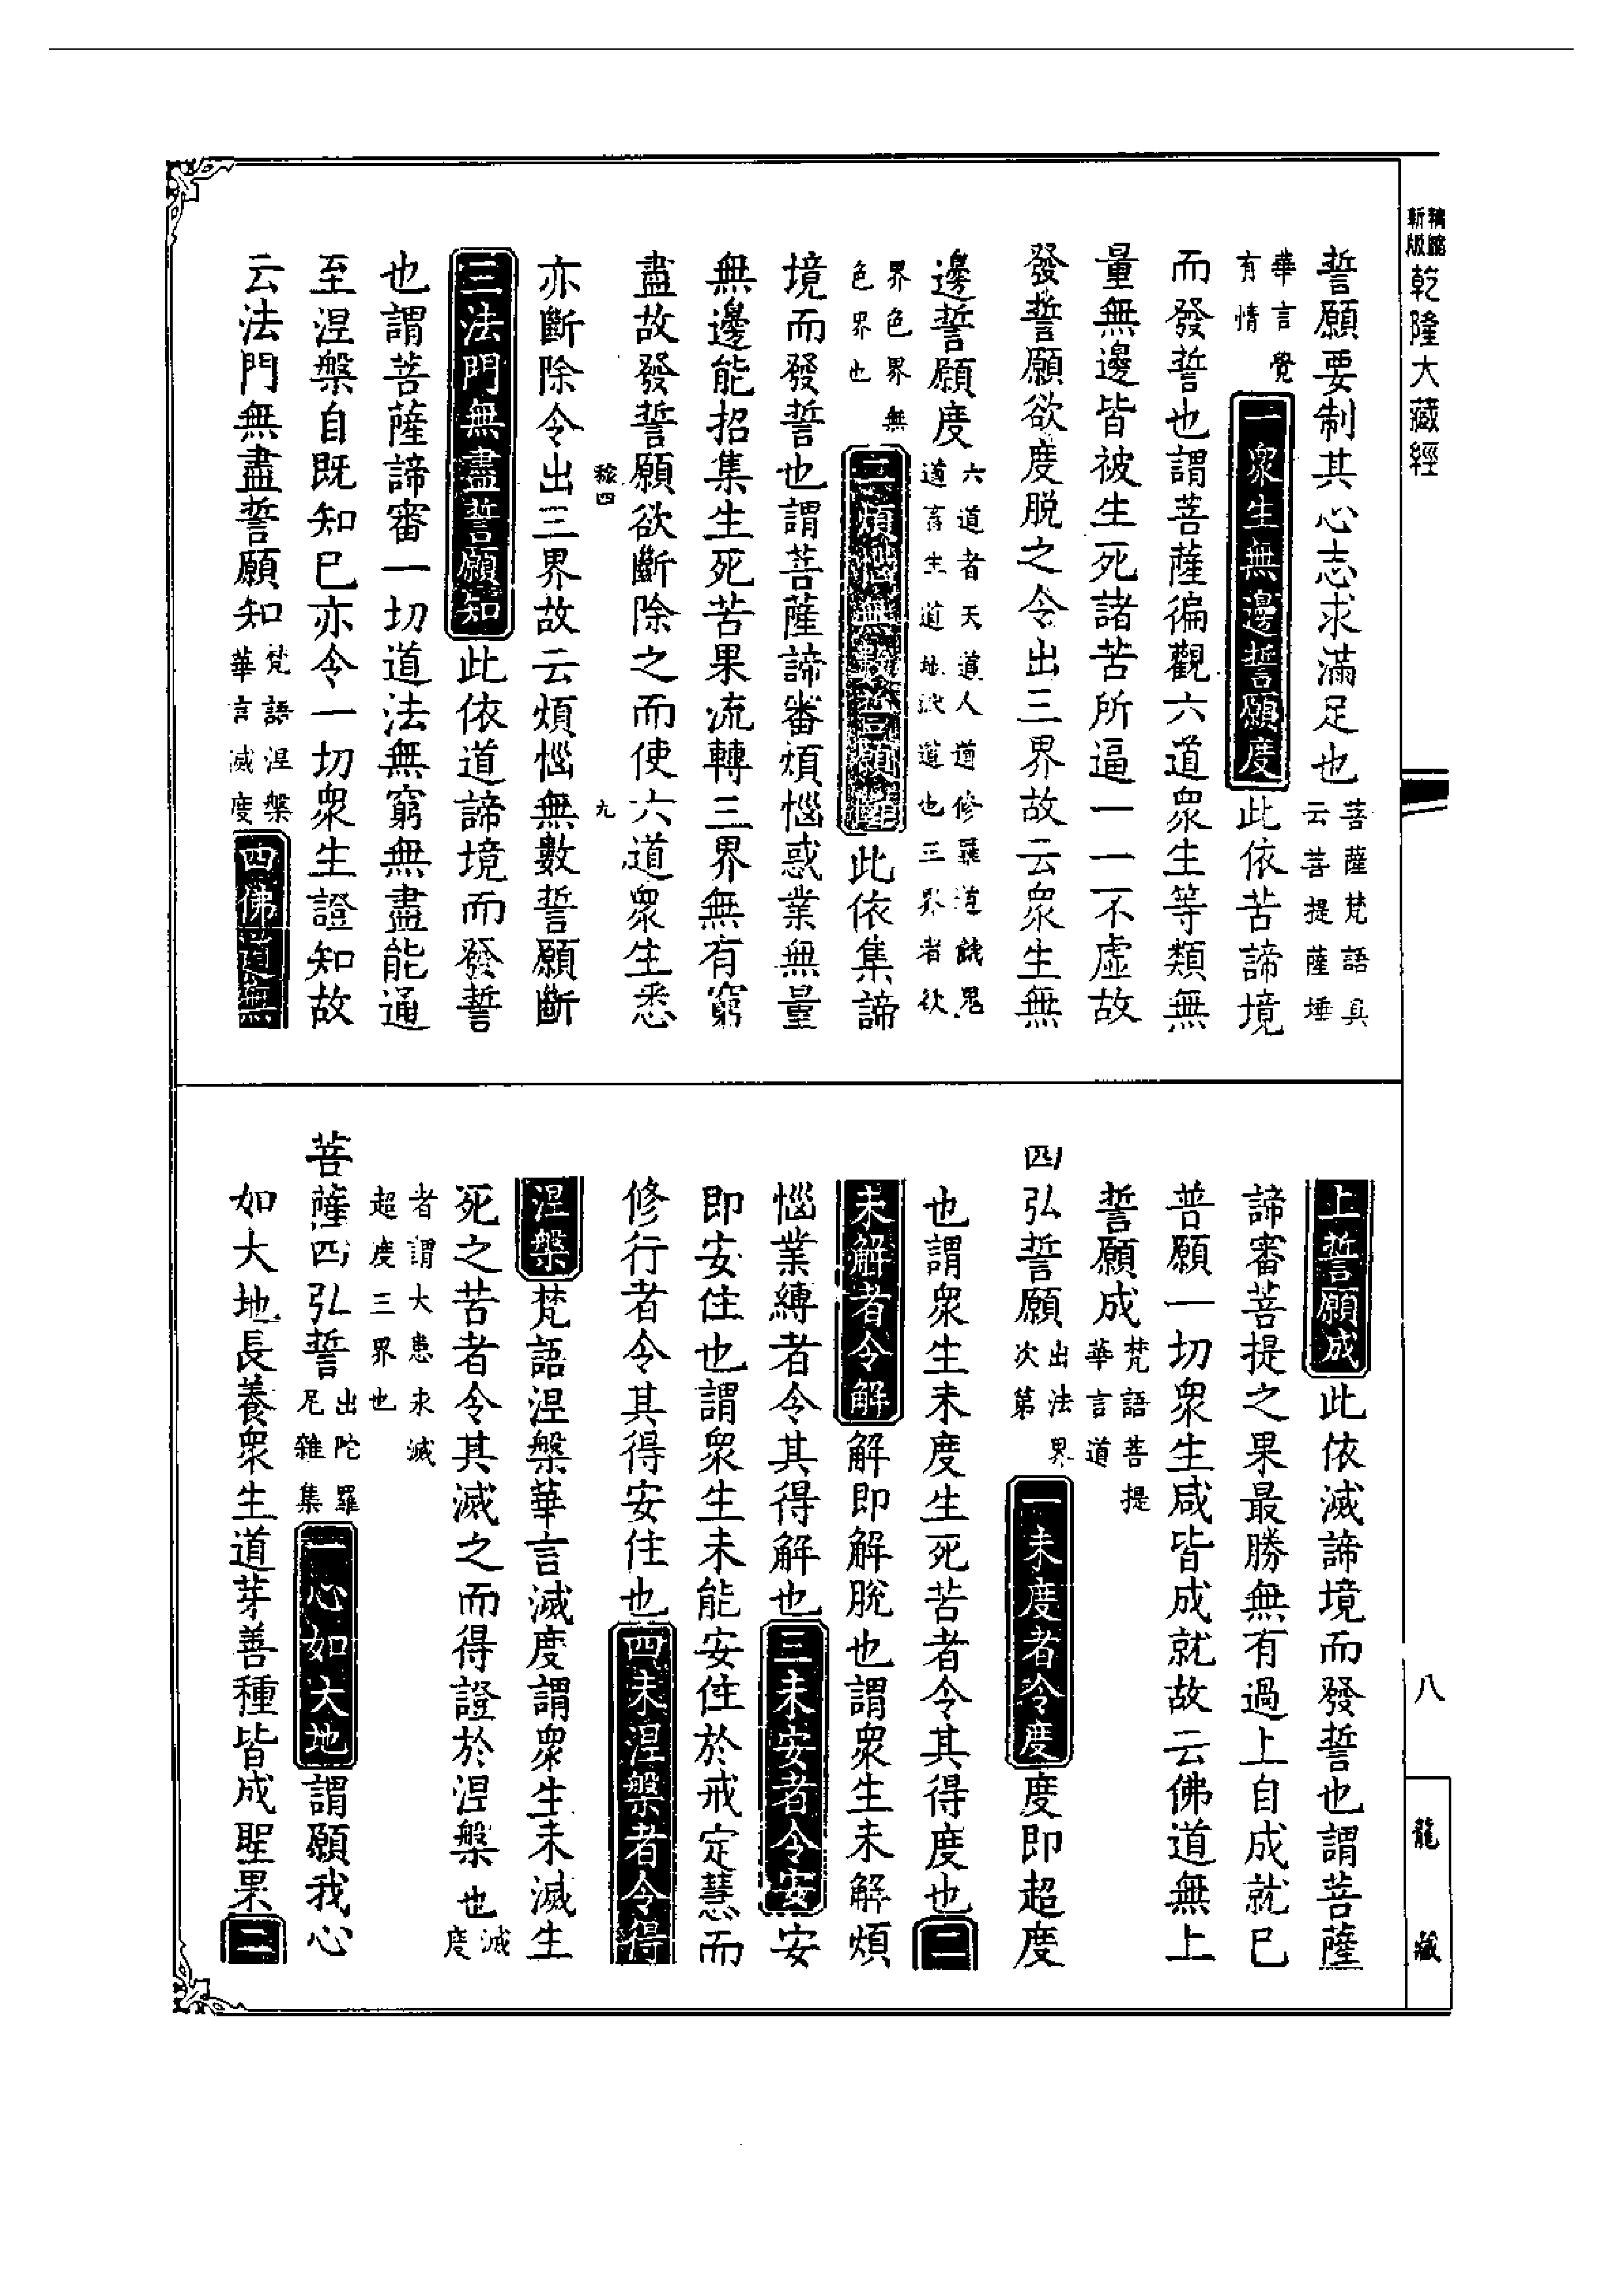 新版精縮
乾隆大藏經
誓願要制其心志求滿足也菩薩梵語具云菩提薩埵
華言覺有情一衆生無邊誓願度此依苦諦境
而發誓也謂菩薩徧觀六道衆生等類無
量無邊皆被生死諸苦所逼一一不虛故
發誓願欲度脫之令出三界故云衆生無
邊誓願度六道者天道人道修羅道餓鬼道畜生道地獄道也三界者欲
界色界無色界也二煩惱無數誓願斷此依集諦
境而發誓也謂菩薩諦審煩惱惑業無量
無邊能招集生死苦果流轉三界無有窮
盡故發誓願欲斷除之而使六道衆生悉
稼四
九
亦斷除令出三界故云煩惱無數誓願斷
三法門無盡誓願知此依道諦境而發誓
也謂菩薩諦審一切道法無窮無盡能通
至涅槃自既知已亦令一切衆生證知故
云法門無盡誓願知梵語涅槃華言滅度四佛道無
上誓願成此依滅諦境而發誓也謂菩薩
諦審菩提之果最勝無有過上自成就已
普願一切衆生咸皆成就故云佛道無上
誓願成梵語菩提華言道
四弘誓願出法界次第一未度者令度度即超度
也謂衆生未度生死苦者令其得度也二
未解者令解解即解脫也謂衆生未解煩
惱業縛者令其得解也三未安者令安安
即安住也謂衆生未能安住於戒定慧而
修行者令其得安住也四未涅槃者令得
涅槃梵語涅槃華言滅度謂衆生未滅生
死之苦者令其滅之而得證於涅槃也滅度
者謂大患永滅超度三界也
菩薩四弘誓出陀羅尼雜集一心如大地謂願我心
如大地長養衆生道芽善種皆成聖果二
八
龍藏